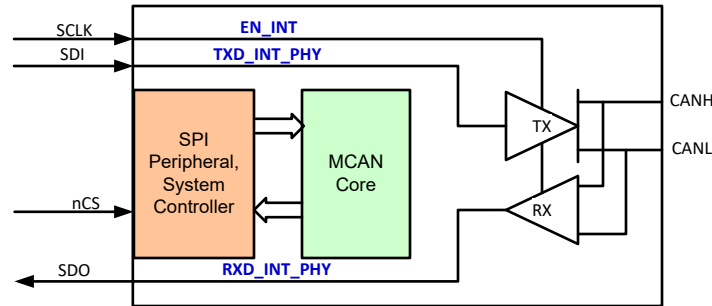 SCLK
EN_INT
SDI
TXD_INT_PHY
SPI
Peripheral,
System
Controller
MCAN
Core
TX
CANH
CANL
nCS
RX
SDO
RXD_INT_PHY